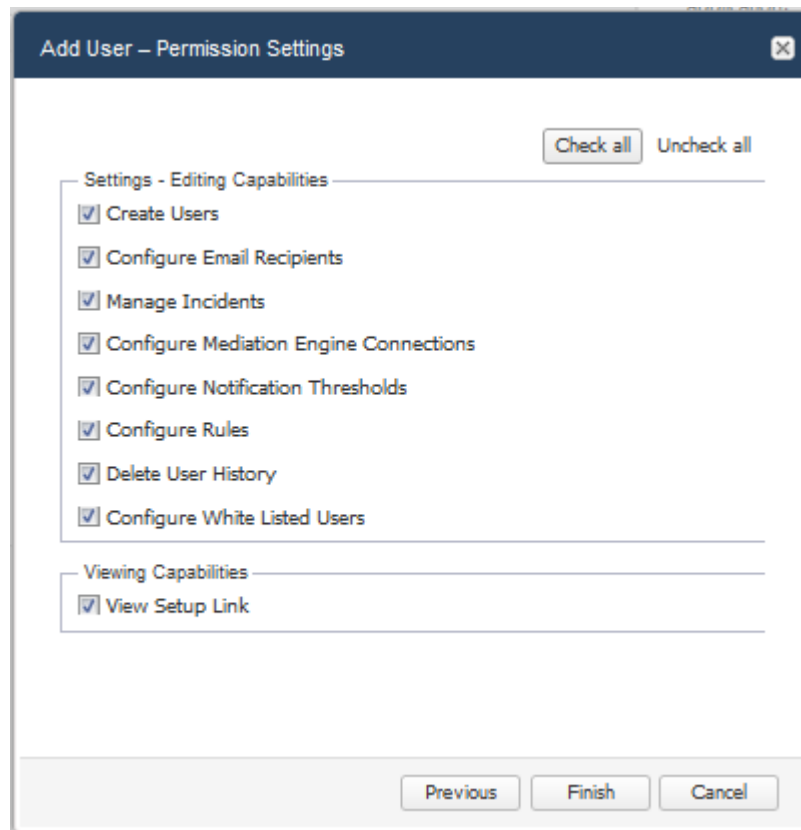 Add User – Permission Settings
Check all Uncheck all
Settings - Editing Capabilities
Create Users
Configure Email Recipients
Manage Incidents
Configure Mediation Engine Connections
Configure Notification Thresholds
Configure Rules
Delete User History
Configure White Listed Users
Viewing Capabilities
View Setup Link
Previous Finish Cancel